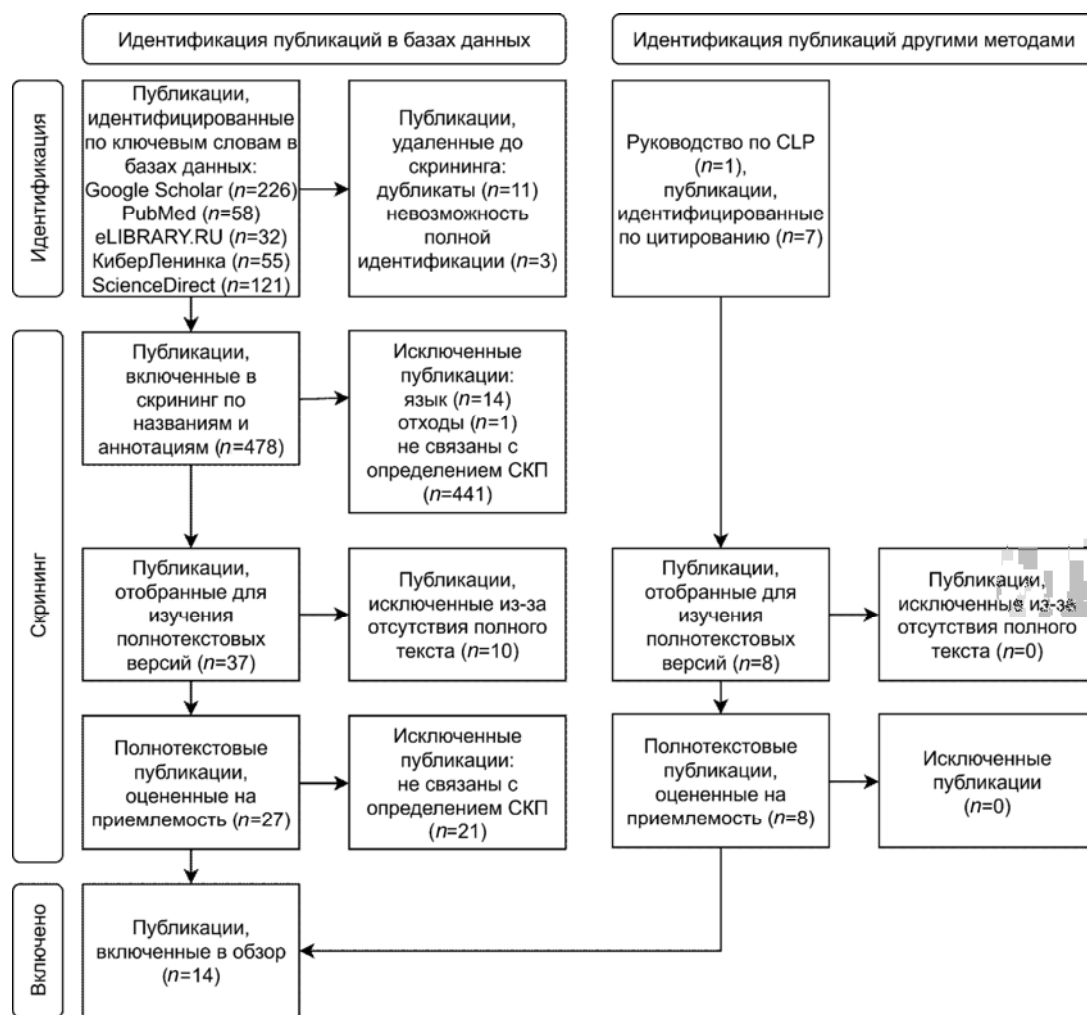 Идентификация публикаций в базах данных
Идентификация публикаций другими методами
Идентификация
Публикации,
идентифицированные
по ключевым словам в
базах данных:
Google Scholar (n=226)
PubMed (n=58)
eLIBRARY.RU (n=32)
КиберЛенинка (n=55)
ScienceDirect (n=121)
Публикации,
удаленные до
скрининга:
дубликаты (n=11)
невозможность
полной
идентификации (n=3)
Руководство по CLP
(n=1),
публикации,
идентифицированные
по цитированию (n=7)
Скрининг
Публикации,
включенные в
скрининг по
названиям и
аннотациям (n=478)
Исключенные
публикации:
язык (n=14)
отходы (n=1)
не связаны с
определением СКП
(n=441)
Публикации,
отобранные для
изучения
полнотекстовых
версий (n=37)
Публикации,
исключенные из-за
отсутствия полного
текста (n=10)
Публикации,
отобранные для
изучения
полнотекстовых
версий (n=8)
Публикации,
исключенные из-за
отсутствия полного
текста (n=0)
Полнотекстовые
публикации,
оцененные на
приемлемость (n=27)
Исключенные
публикации:
не связаны с
определением СКП
(n=21)
Полнотекстовые
публикации,
оцененные на
приемлемость (n=8)
Исключенные
публикации
(n=0)
Включено
Публикации,
включенные в обзор
(n=14)